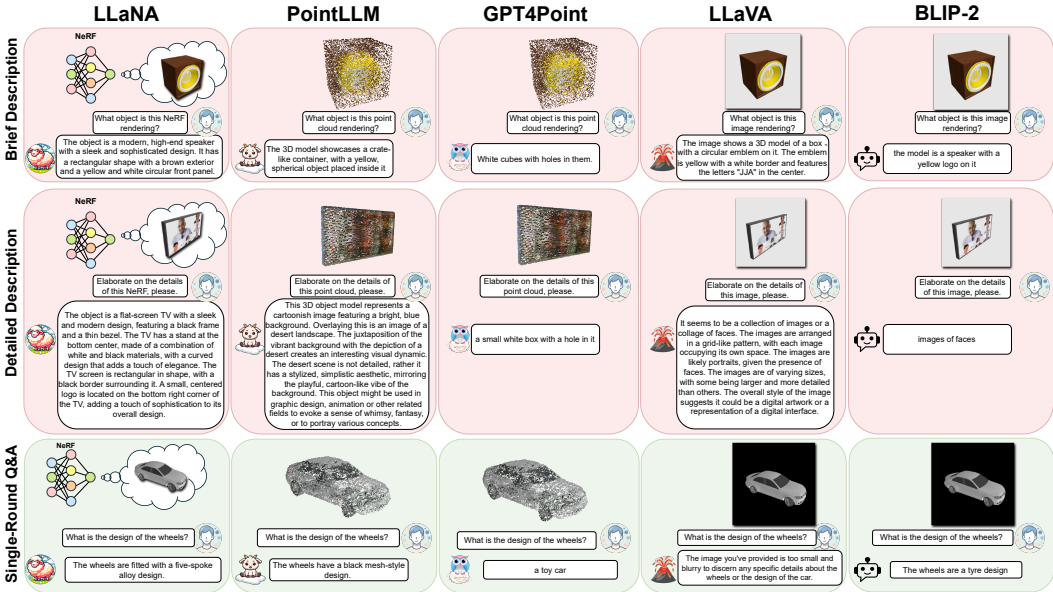 LLaNA
PointLLM
GPT4Point
LLaVA
BLIP-2
Brief Description
NeRF
What object is this NeRF
rendering?
The object is a modern, high-end speaker
with a sleek and sophisticated design. It has
a rectangular shape with a brown exterior
and a yellow and white circular front panel.
What object is this point
cloud rendering?
The 3D model showcases a crate-
like container, with a yellow,
spherical object placed inside it
What object is this point
cloud rendering?
White cubes with holes in them.
What object is this
image rendering?
The image shows a 3D model of a box
with a circular emblem on it. The emblem
is yellow with a white border and features
the letters "JJA" in the center.
What object is this image
rendering?
the model is a speaker with a
yellow logo on it
Detailed Description
NeRF
Elaborate on the details
of this NeRF, please.
The object is a flat-screen TV with a sleek
and modern design, featuring a black frame
and a thin bezel. The TV has a stand at the
bottom center, made of a combination of
white and black materials, with a curved
design that adds a touch of elegance. The
TV screen is rectangular in shape, with a
black border surrounding it. A small, centered
logo is located on the bottom right corner of
the TV, adding a touch of sophistication to its
overall design.
Elaborate on the details of
this point cloud, please.
This 3D object model represents a
cartoonish image featuring a bright, blue
background. Overlaying this is an image of a
desert landscape. The juxtaposition of the
vibrant background with the depiction of a
desert creates an interesting visual dynamic.
The desert scene is not detailed, rather it
has a stylized, simplistic aesthetic, mirroring
the playful, cartoon-like vibe of the
background. This object might be used in
graphic design, animation or other related
fields to evoke a sense of whimsy, fantasy,
or to portray various concepts.
Elaborate on the details of this
point cloud, please.
a small white box with a hole in it
Elaborate on the details of
this image, please.
It seems to be a collection of images or a
collage of faces. The images are arranged
in a grid-like pattern, with each image
occupying its own space. The images are
likely portraits, given the presence of
faces. The images are of varying sizes,
with some being larger and more detailed
than others. The overall style of the image
suggests it could be a digital artwork or a
representation of a digital interface.
Elaborate on the details
of this image, please.
images of faces
Single-Round Q&A
NeRF
What is the design of the wheels?
The wheels are fitted with a five-spoke
alloy design.
What is the design of the wheels?
The wheels have a black mesh-style
design.
What is the design of the wheels?
a toy car
What is the design of the wheels?
The image you've provided is too small and
blurry to discern any specific details about the
wheels or the design of the car.
What is the design of the wheels?
The wheels are a tyre design